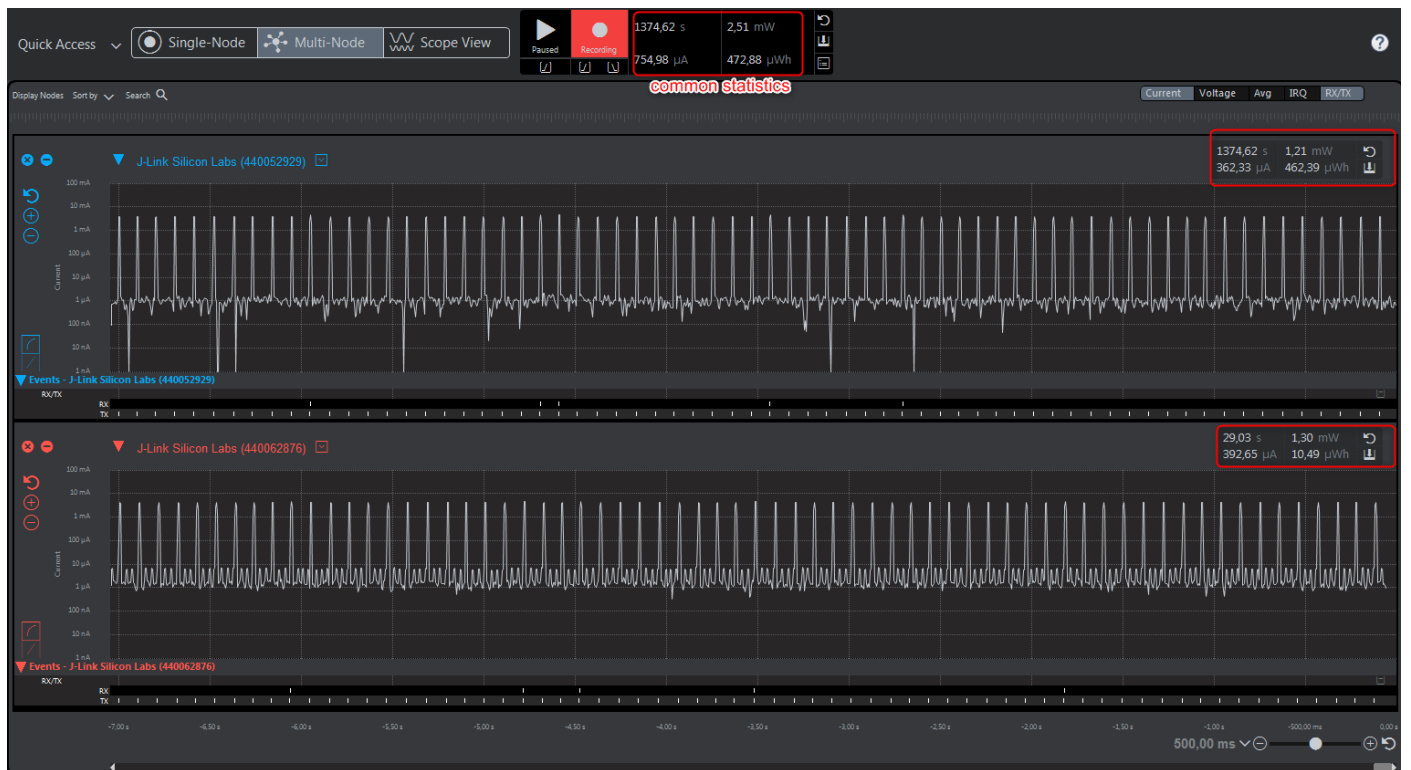 Quick Access Single-Node Multi-Node Scope View
Paused Recording
1374,62 s 2,51 mW
754,98 µA 472,88 µWh
common statistics
?
Display Nodes Sort by Search
Current Voltage Avg IRQ RX/TX
J-Link Silicon Labs (440052929)
1374,62 s 1,21 mW
362,33 µA 462,39 µWh
100 mA
10 mA
1 mA
100 µA
10 µA
1 µA
100 nA
10 nA
1 nA
Current
Events - J-Link Silicon Labs (440052929)
RX/TX
RX
TX
J-Link Silicon Labs (440062876)
29,03 s 1,30 mW
392,65 µA 10,49 µWh
100 mA
10 mA
1 mA
100 µA
10 µA
1 µA
100 nA
10 nA
1 nA
Current
Events - J-Link Silicon Labs (440062876)
RX/TX
RX
TX
-7,00 s -6,50 s -6,00 s -5,50 s -5,00 s -4,50 s -4,00 s -3,50 s -3,00 s -2,50 s -2,00 s -1,50 s -1,00 s -500,00 ms 0,00 s
500,00 ms